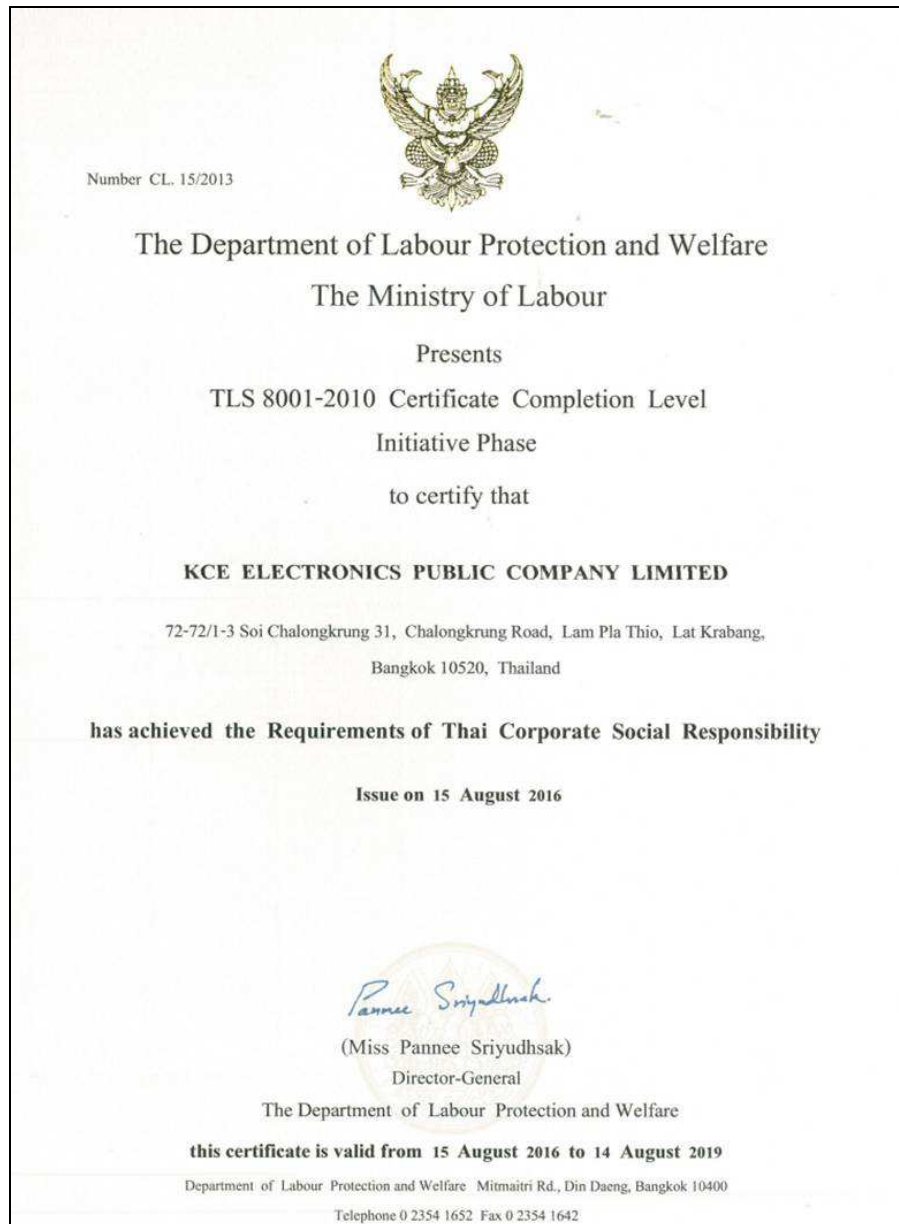 Number CL. 15/2013
The Department of Labour Protection and Welfare
The Ministry of Labour
Presents
TLS 8001-2010 Certificate Completion Level
Initiative Phase
to certify that
KCE ELECTRONICS PUBLIC COMPANY LIMITED
72-72/1-3 Soi Chalongkrung 31, Chalongkrung Road, Lam Pla Thio, Lat Krabang,
Bangkok 10520, Thailand
has achieved the Requirements of Thai Corporate Social Responsibility
Issue on 15 August 2016
Pannee Sriyudhsak.
(Miss Pannee Sriyudhsak)
Director-General
The Department of Labour Protection and Welfare
this certificate is valid from 15 August 2016 to 14 August 2019
Department of Labour Protection and Welfare Mitmaitri Rd., Din Daeng, Bangkok 10400
Telephone 0 2354 1652 Fax 0 2354 1642